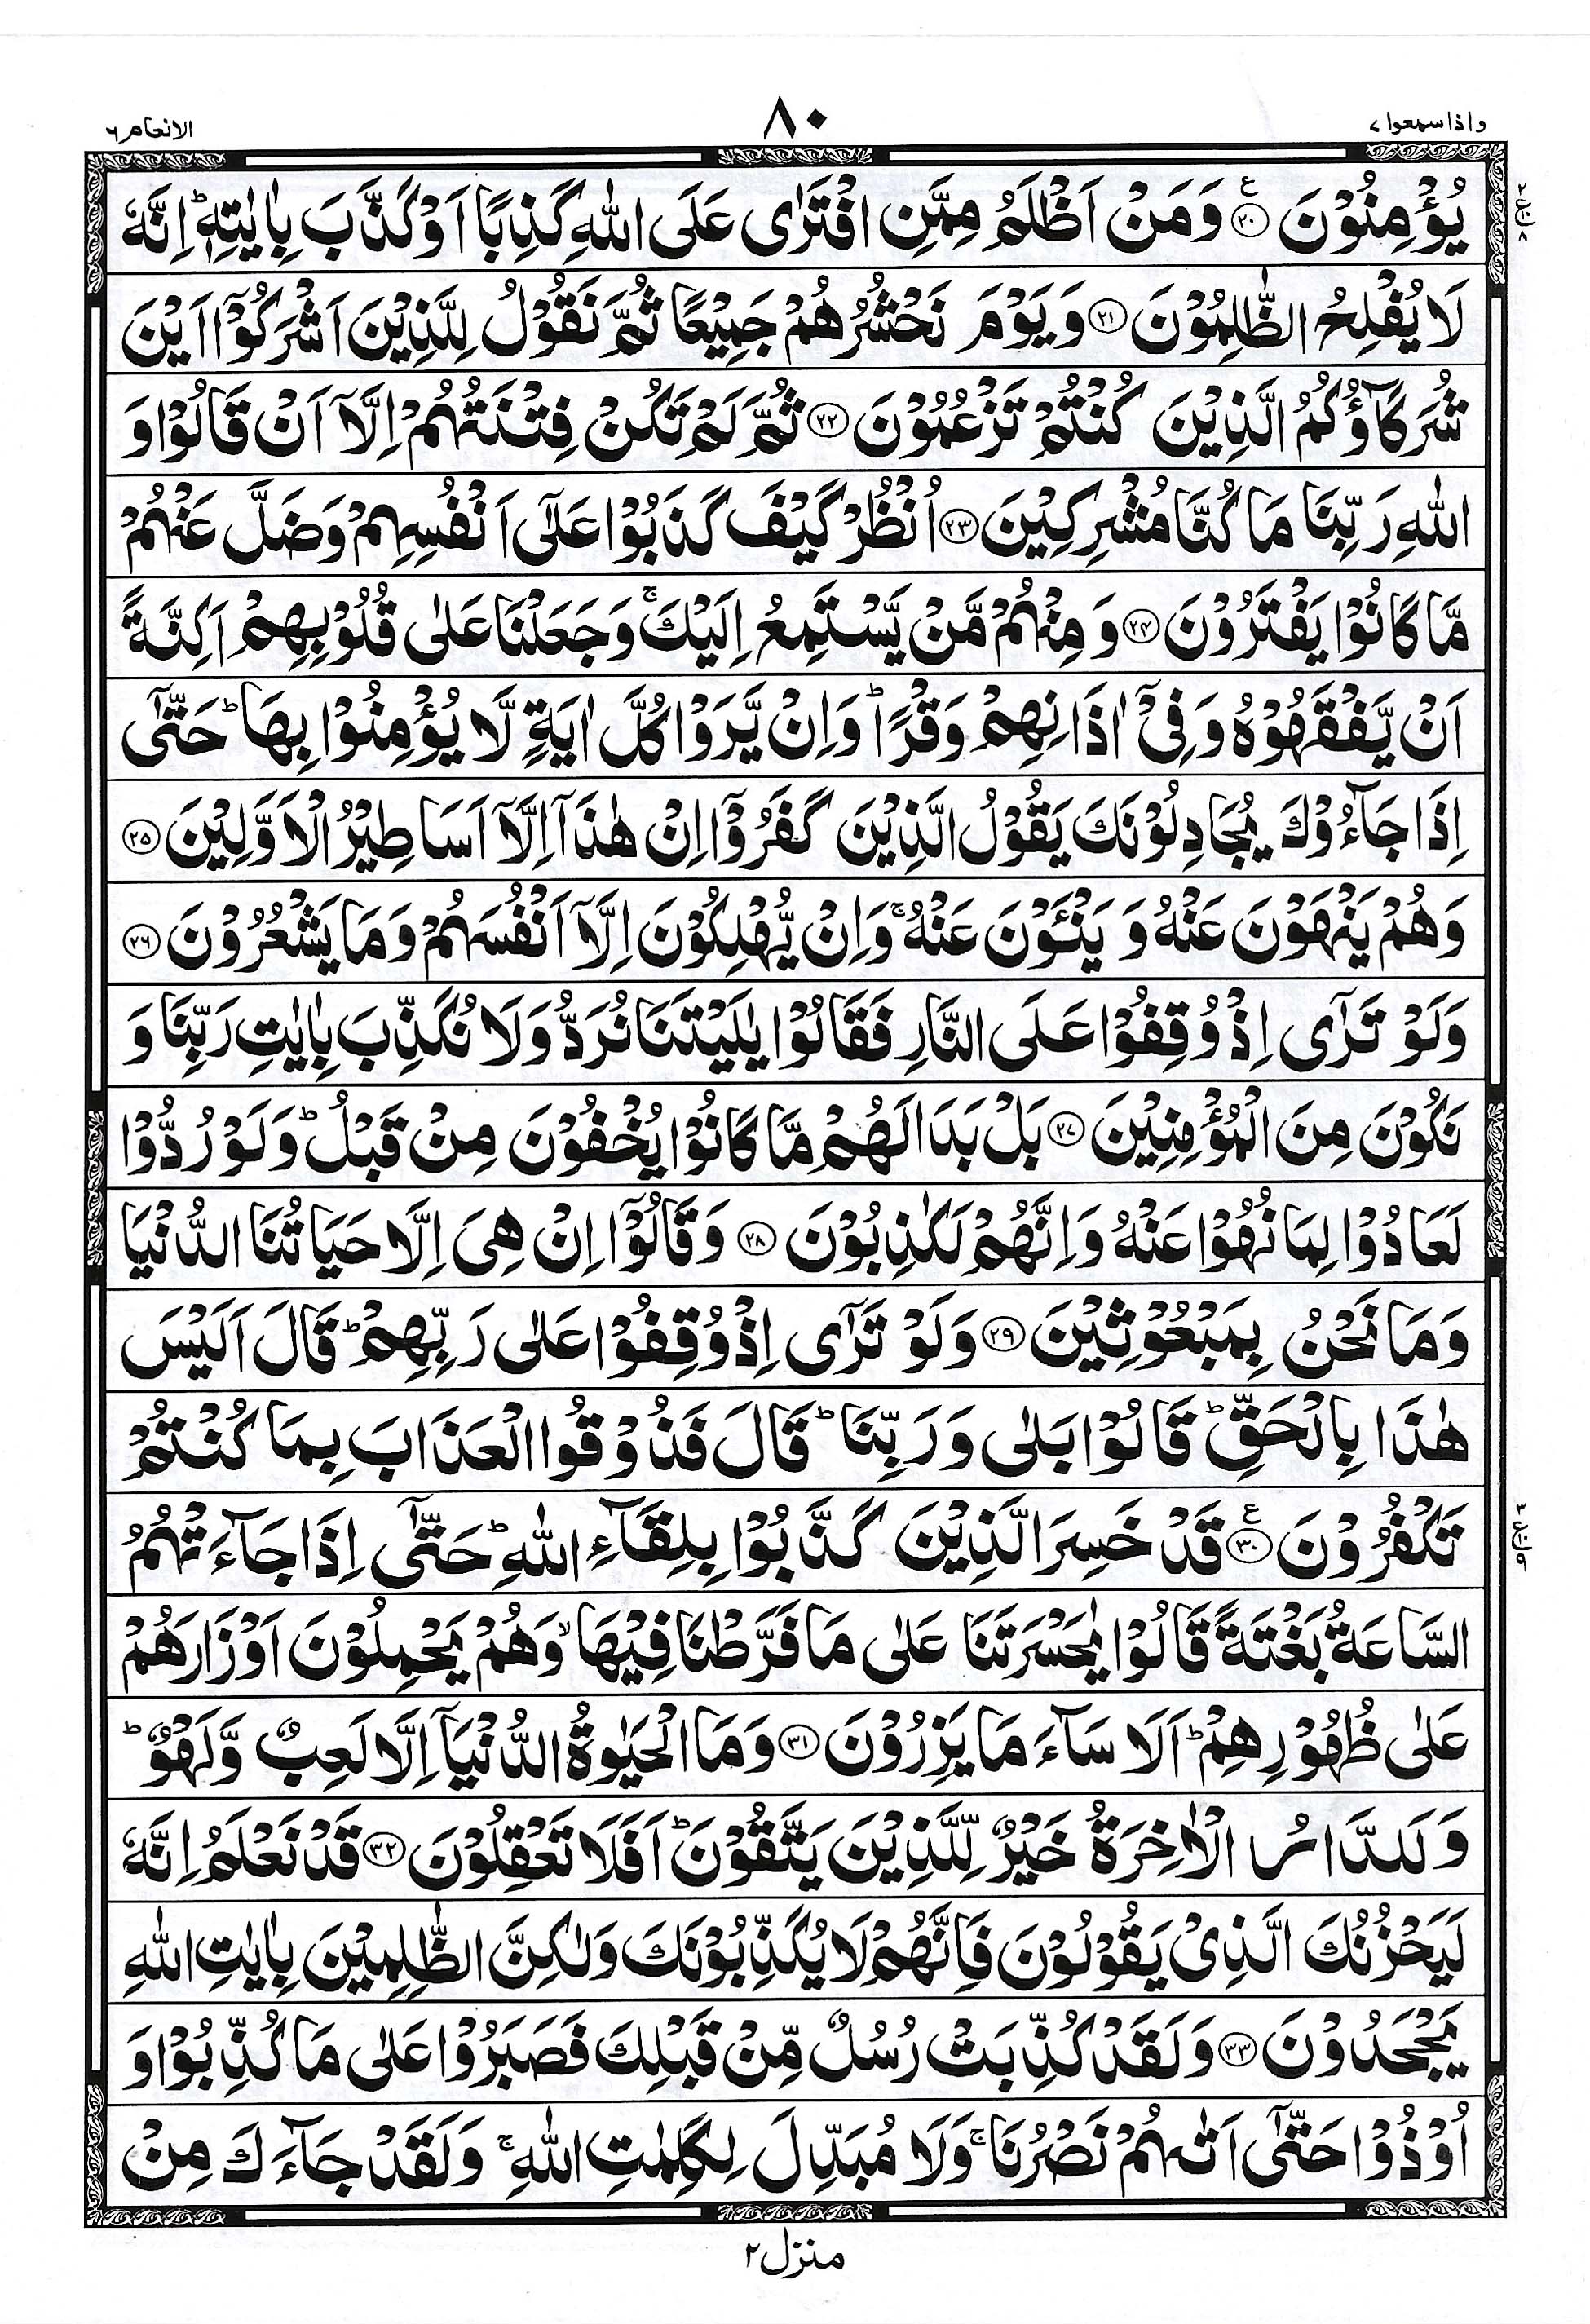 الانعام ٦
٨٠
واذا سمعوا ٧
يُؤْمِنُوْنَ ﴿٢٠﴾ ع وَمَنْ اَظْلَمُ مِمَّنِ افْتَرٰى عَلَى اللّٰهِ كَذِبًا اَوْ كَذَّبَ بِاٰيٰتِهٖؕ اِنَّهٗ
لَا يُفْلِحُ الظّٰلِمُوْنَ ﴿٢١﴾ وَيَوْمَ نَحْشُرُهُمْ جَمِيْعًا ثُمَّ نَقُوْلُ لِلَّذِيْنَ اَشْرَكُوْۤا اَيْنَ
شُرَكَآؤُكُمُ الَّذِيْنَ كُنْتُمْ تَزْعُمُوْنَ ﴿٢٢﴾ ثُمَّ لَمْ تَكُنْ فِتْنَتُهُمْ اِلَّاۤ اَنْ قَالُوْا وَ
اللّٰهِ رَبِّنَا مَا كُنَّا مُشْرِكِيْنَ ﴿٢٣﴾ اُنْظُرْ كَيْفَ كَذَبُوْا عَلٰۤى اَنْفُسِهِمْ وَضَلَّ عَنْهُمْ
مَّا كَانُوْا يَفْتَرُوْنَ ﴿٢٤﴾ وَمِنْهُمْ مَّنْ يَّسْتَمِعُ اِلَيْكَۚ وَجَعَلْنَا عَلٰى قُلُوْبِهِمْ اَكِنَّةً
اَنْ يَّفْقَهُوْهُ وَفِيْۤ اٰذَانِهِمْ وَقْرًاؕ وَاِنْ يَّرَوْا كُلَّ اٰيَةٍ لَّا يُؤْمِنُوْا بِهَاؕ حَتّٰۤى
اِذَا جَآءُوْكَ يُجَادِلُوْنَكَ يَقُوْلُ الَّذِيْنَ كَفَرُوْۤا اِنْ هٰذَاۤ اِلَّاۤ اَسَاطِيْرُ الْاَوَّلِيْنَ ﴿٢٥﴾
وَهُمْ يَنْهَوْنَ عَنْهُ وَيَنْـَٔوْنَ عَنْهُۚ وَاِنْ يُّهْلِكُوْنَ اِلَّاۤ اَنْفُسَهُمْ وَمَا يَشْعُرُوْنَ ﴿٢٦﴾
وَلَوْ تَرٰۤى اِذْ وُقِفُوْا عَلَى النَّارِ فَقَالُوْا يٰلَيْتَنَا نُرَدُّ وَلَا نُكَذِّبَ بِاٰيٰتِ رَبِّنَا وَ
نَكُوْنَ مِنَ الْمُؤْمِنِيْنَ ﴿٢٧﴾ بَلْ بَدَا لَهُمْ مَّا كَانُوْا يُخْفُوْنَ مِنْ قَبْلُؕ وَلَوْ رُدُّوْا
لَعَادُوْا لِمَا نُهُوْا عَنْهُ وَاِنَّهُمْ لَكٰذِبُوْنَ ﴿٢٨﴾ وَقَالُوْۤا اِنْ هِيَ اِلَّا حَيَاتُنَا الدُّنْيَا
وَمَا نَحْنُ بِمَبْعُوْثِيْنَ ﴿٢٩﴾ وَلَوْ تَرٰۤى اِذْ وُقِفُوْا عَلٰى رَبِّهِمْؕ قَالَ اَلَيْسَ
هٰذَا بِالْحَقِّؕ قَالُوْا بَلٰى وَرَبِّنَاؕ قَالَ فَذُوْقُوا الْعَذَابَ بِمَا كُنْتُمْ
تَكْفُرُوْنَ ﴿٣٠﴾ ع قَدْ خَسِرَ الَّذِيْنَ كَذَّبُوْا بِلِقَآءِ اللّٰهِؕ حَتّٰۤى اِذَا جَآءَتْهُمُ
السَّاعَةُ بَغْتَةً قَالُوْا يٰحَسْرَتَنَا عَلٰى مَا فَرَّطْنَا فِيْهَاۙ وَهُمْ يَحْمِلُوْنَ اَوْزَارَهُمْ
عَلٰى ظُهُوْرِهِمْؕ اَلَا سَآءَ مَا يَزِرُوْنَ ﴿٣١﴾ وَمَا الْحَيٰوةُ الدُّنْيَاۤ اِلَّا لَعِبٌ وَّلَهْوٌؕ
وَلَلدَّارُ الْاٰخِرَةُ خَيْرٌ لِّلَّذِيْنَ يَتَّقُوْنَؕ اَفَلَا تَعْقِلُوْنَ ﴿٣٢﴾ قَدْ نَعْلَمُ اِنَّهٗ
لَيَحْزُنُكَ الَّذِيْ يَقُوْلُوْنَ فَاِنَّهُمْ لَا يُكَذِّبُوْنَكَ وَلٰكِنَّ الظّٰلِمِيْنَ بِاٰيٰتِ اللّٰهِ
يَجْحَدُوْنَ ﴿٣٣﴾ وَلَقَدْ كُذِّبَتْ رُسُلٌ مِّنْ قَبْلِكَ فَصَبَرُوْا عَلٰى مَا كُذِّبُوْا وَ
اُوْذُوْا حَتّٰۤى اَتٰىهُمْ نَصْرُنَاۚ وَلَا مُبَدِّلَ لِكَلِمٰتِ اللّٰهِۚ وَلَقَدْ جَآءَكَ مِنْ
منزل ٢